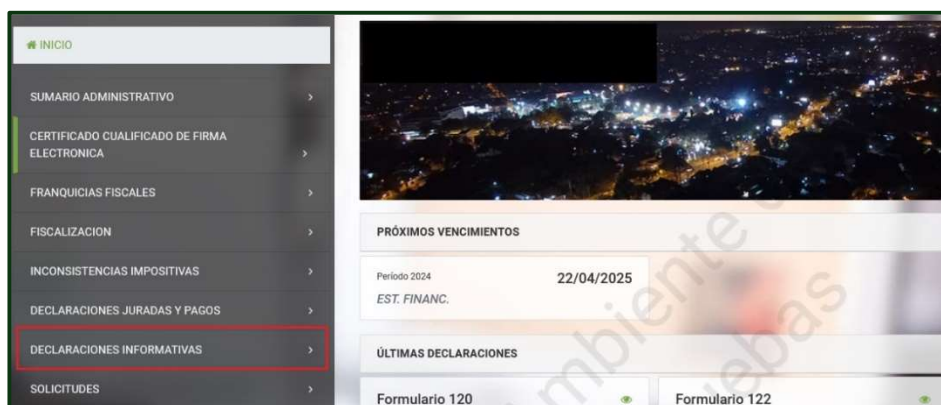 INICIO
SUMARIO ADMINISTRATIVO
CERTIFICADO CUALIFICADO DE FIRMA
ELECTRONICA
FRANQUICIAS FISCALES
FISCALIZACION
INCONSISTENCIAS IMPOSITIVAS
DECLARACIONES JURADAS Y PAGOS
DECLARACIONES INFORMATIVAS
SOLICITUDES
PRÓXIMOS VENCIMIENTOS
Período 2024
22/04/2025
EST. FINANC.
ÚLTIMAS DECLARACIONES
Formulario 120
Formulario 122